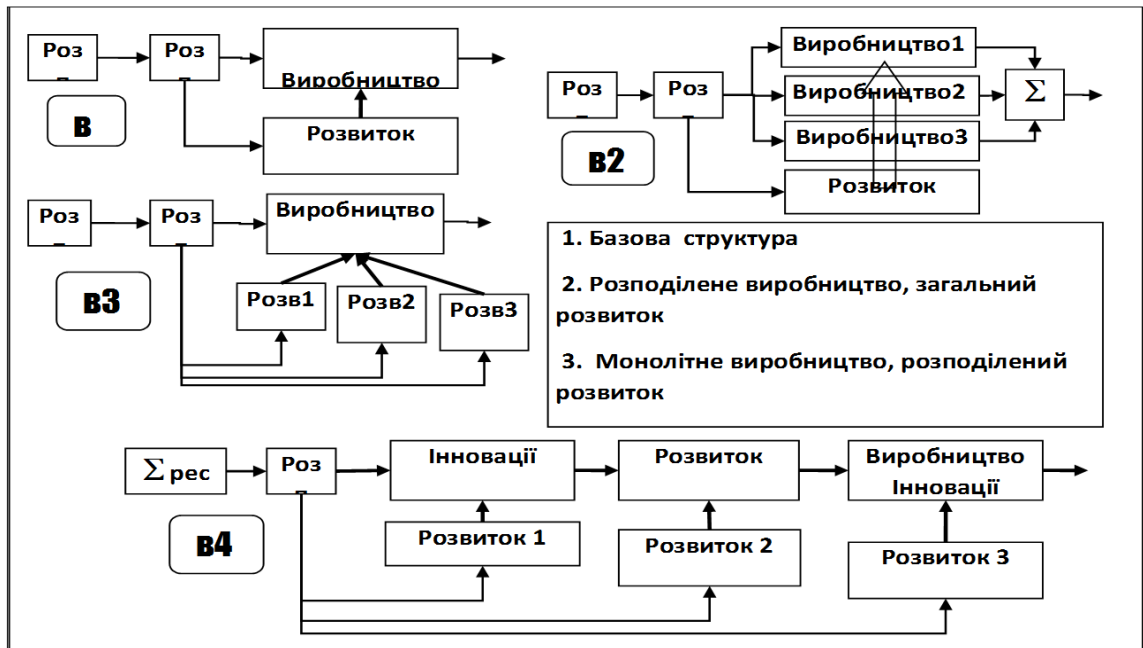 Роз
Роз
Виробництво
Розвиток
в
Роз
Роз
Виробництво1
Виробництво2
Виробництво3
Розвиток
Σ
в2
Роз
Роз
Виробництво
Розв1
Розв2
Розв3
в3
1. Базова структура
2. Розподілене виробництво, загальний
розвиток
3. Монолітне виробництво, розподілений
розвиток
Σ рес
Роз
Інновації
Розвиток
Виробництво
Інновації
Розвиток 1
Розвиток 2
Розвиток 3
в4